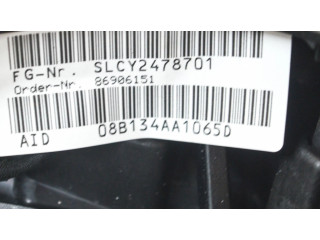 FG-Nr. SLCY2478701
Order-Nr. 86906151
AID 08B134AA1065D